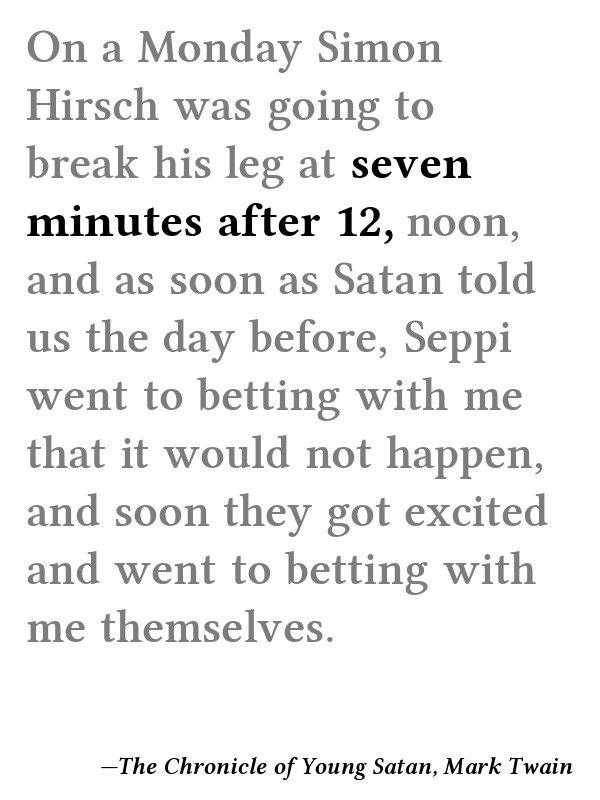 On a Monday Simon
Hirsch was going to
break his leg at seven
minutes after 12, noon,
and as soon as Satan told
us the day before, Seppi
went to betting with me
that it would not happen,
and soon they got excited
and went to betting with
me themselves.
—The Chronicle of Young Satan, Mark Twain